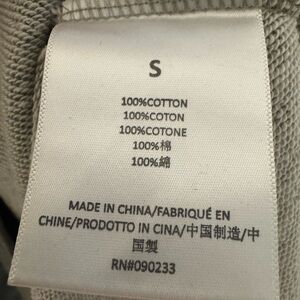 S
100%COTTON
100%COTON
100%COTONE
100%棉
100%綿
MADE IN CHINA/FABRIQUÉ EN
CHINE/PRODOTTO IN CINA/中国制造/中
国製
RN#090233